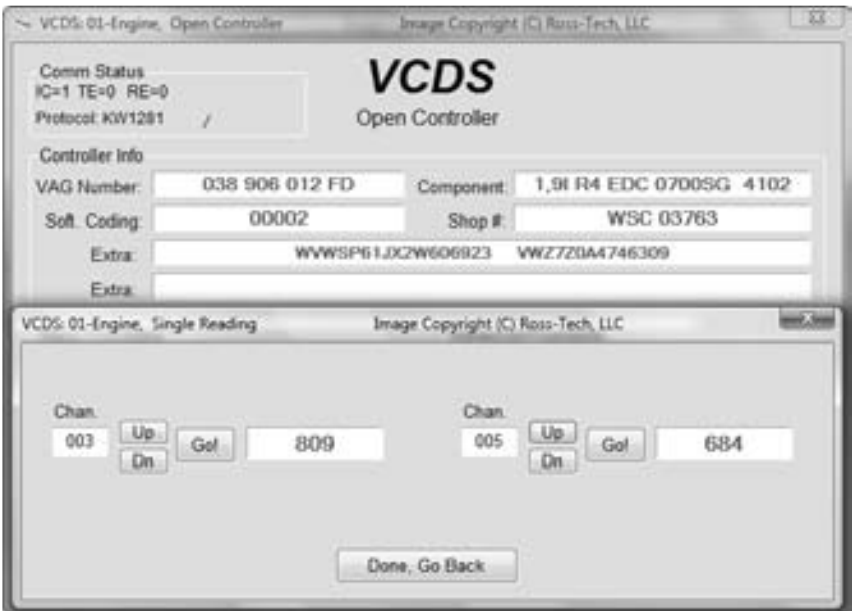 VCDS: 01-Engine, Open Controller Image Copyright (C) Ross-Tech, LLC
Comm Status
IC=1 TE=0 RE=0
Protocol: KW1281 /
VCDS
Open Controller
Controller Info
VAG Number: 038 906 012 FD Component: 1,9l R4 EDC 0700SG 4102
Soft. Coding: 00002 Shop #: WSC 03763
Extra: WVWSP61JX2W606923 VWZ7Z0A4746309
Extra:
VCDS: 01-Engine, Single Reading Image Copyright (C) Ross-Tech, LLC
Chan. Chan.
003 Up Dn Go! 809 005 Up Dn Go! 684
Done, Go Back